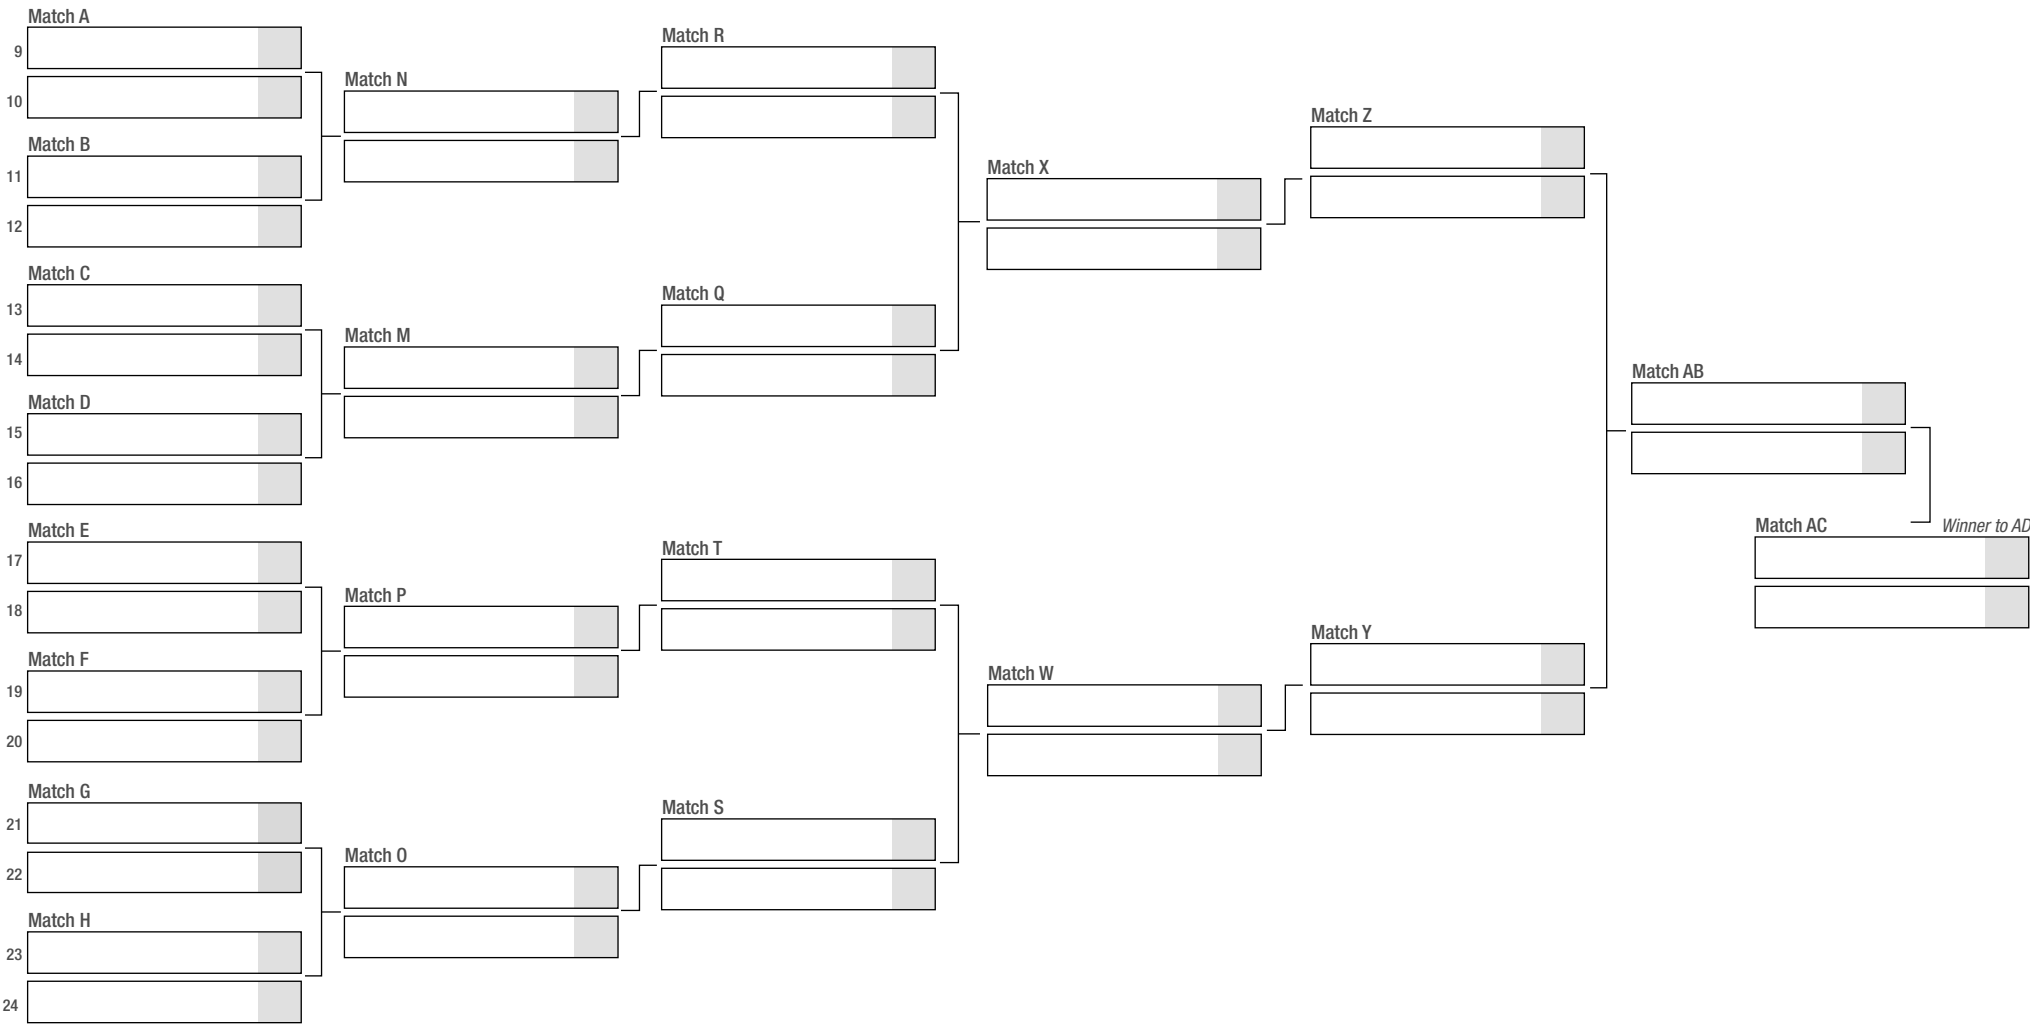 Match A
9
10
Match B
11
12
Match C
13
14
Match D
15
16
Match E
17
18
Match F
19
20
Match G
21
22
Match H
23
24
Match N
Match M
Match P
Match O
Match R
Match Q
Match T
Match S
Match X
Match W
Match Z
Match Y
Match AB
Match AC
Winner to AD